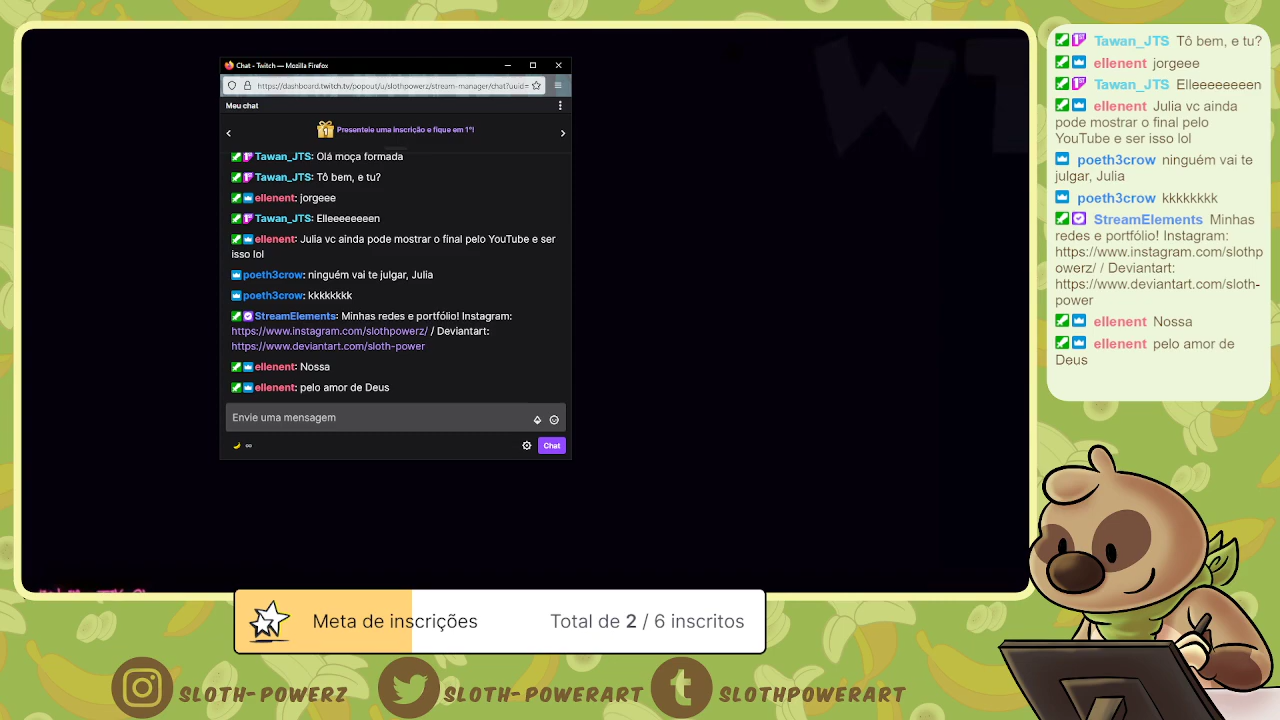 Chat - Twitch — Mozilla Firefox
https://dashboard.twitch.tv/popout/u/slothpowerz/stream-manager/chat?uuid=
Meu chat
1
Presenteie uma inscrição e fique em 1º!
Tawan_JTS: Olá moça formada
Tawan_JTS: Tô bem, e tu?
ellenent: jorgeee
Tawan_JTS: Elleeeeeeeen
ellenent: Julia vc ainda pode mostrar o final pelo YouTube e ser
isso lol
poeth3crow: ninguém vai te julgar, Julia
poeth3crow: kkkkkkkk
StreamElements: Minhas redes e portfólio! Instagram:
https://www.instagram.com/slothpowerz/ / Deviantart:
https://www.deviantart.com/sloth-power
ellenent: Nossa
ellenent: pelo amor de Deus
Envie uma mensagem
∞
Chat
Tawan_JTS Tô bem, e tu?
ellenent jorgeee
Tawan_JTS Elleeeeeeeen
ellenent Julia vc ainda
pode mostrar o final pelo
YouTube e ser isso lol
poeth3crow ninguém vai te
julgar, Julia
poeth3crow kkkkkkkk
StreamElements Minhas
redes e portfólio! Instagram:
https://www.instagram.com/slothp
owerz/ / Deviantart:
https://www.deviantart.com/sloth-
power
ellenent Nossa
ellenent pelo amor de
Deus
Meta de inscrições Total de 2 / 6 inscritos
SLOTH-POWERZ SLOTH-POWERART t SLOTHPOWERART